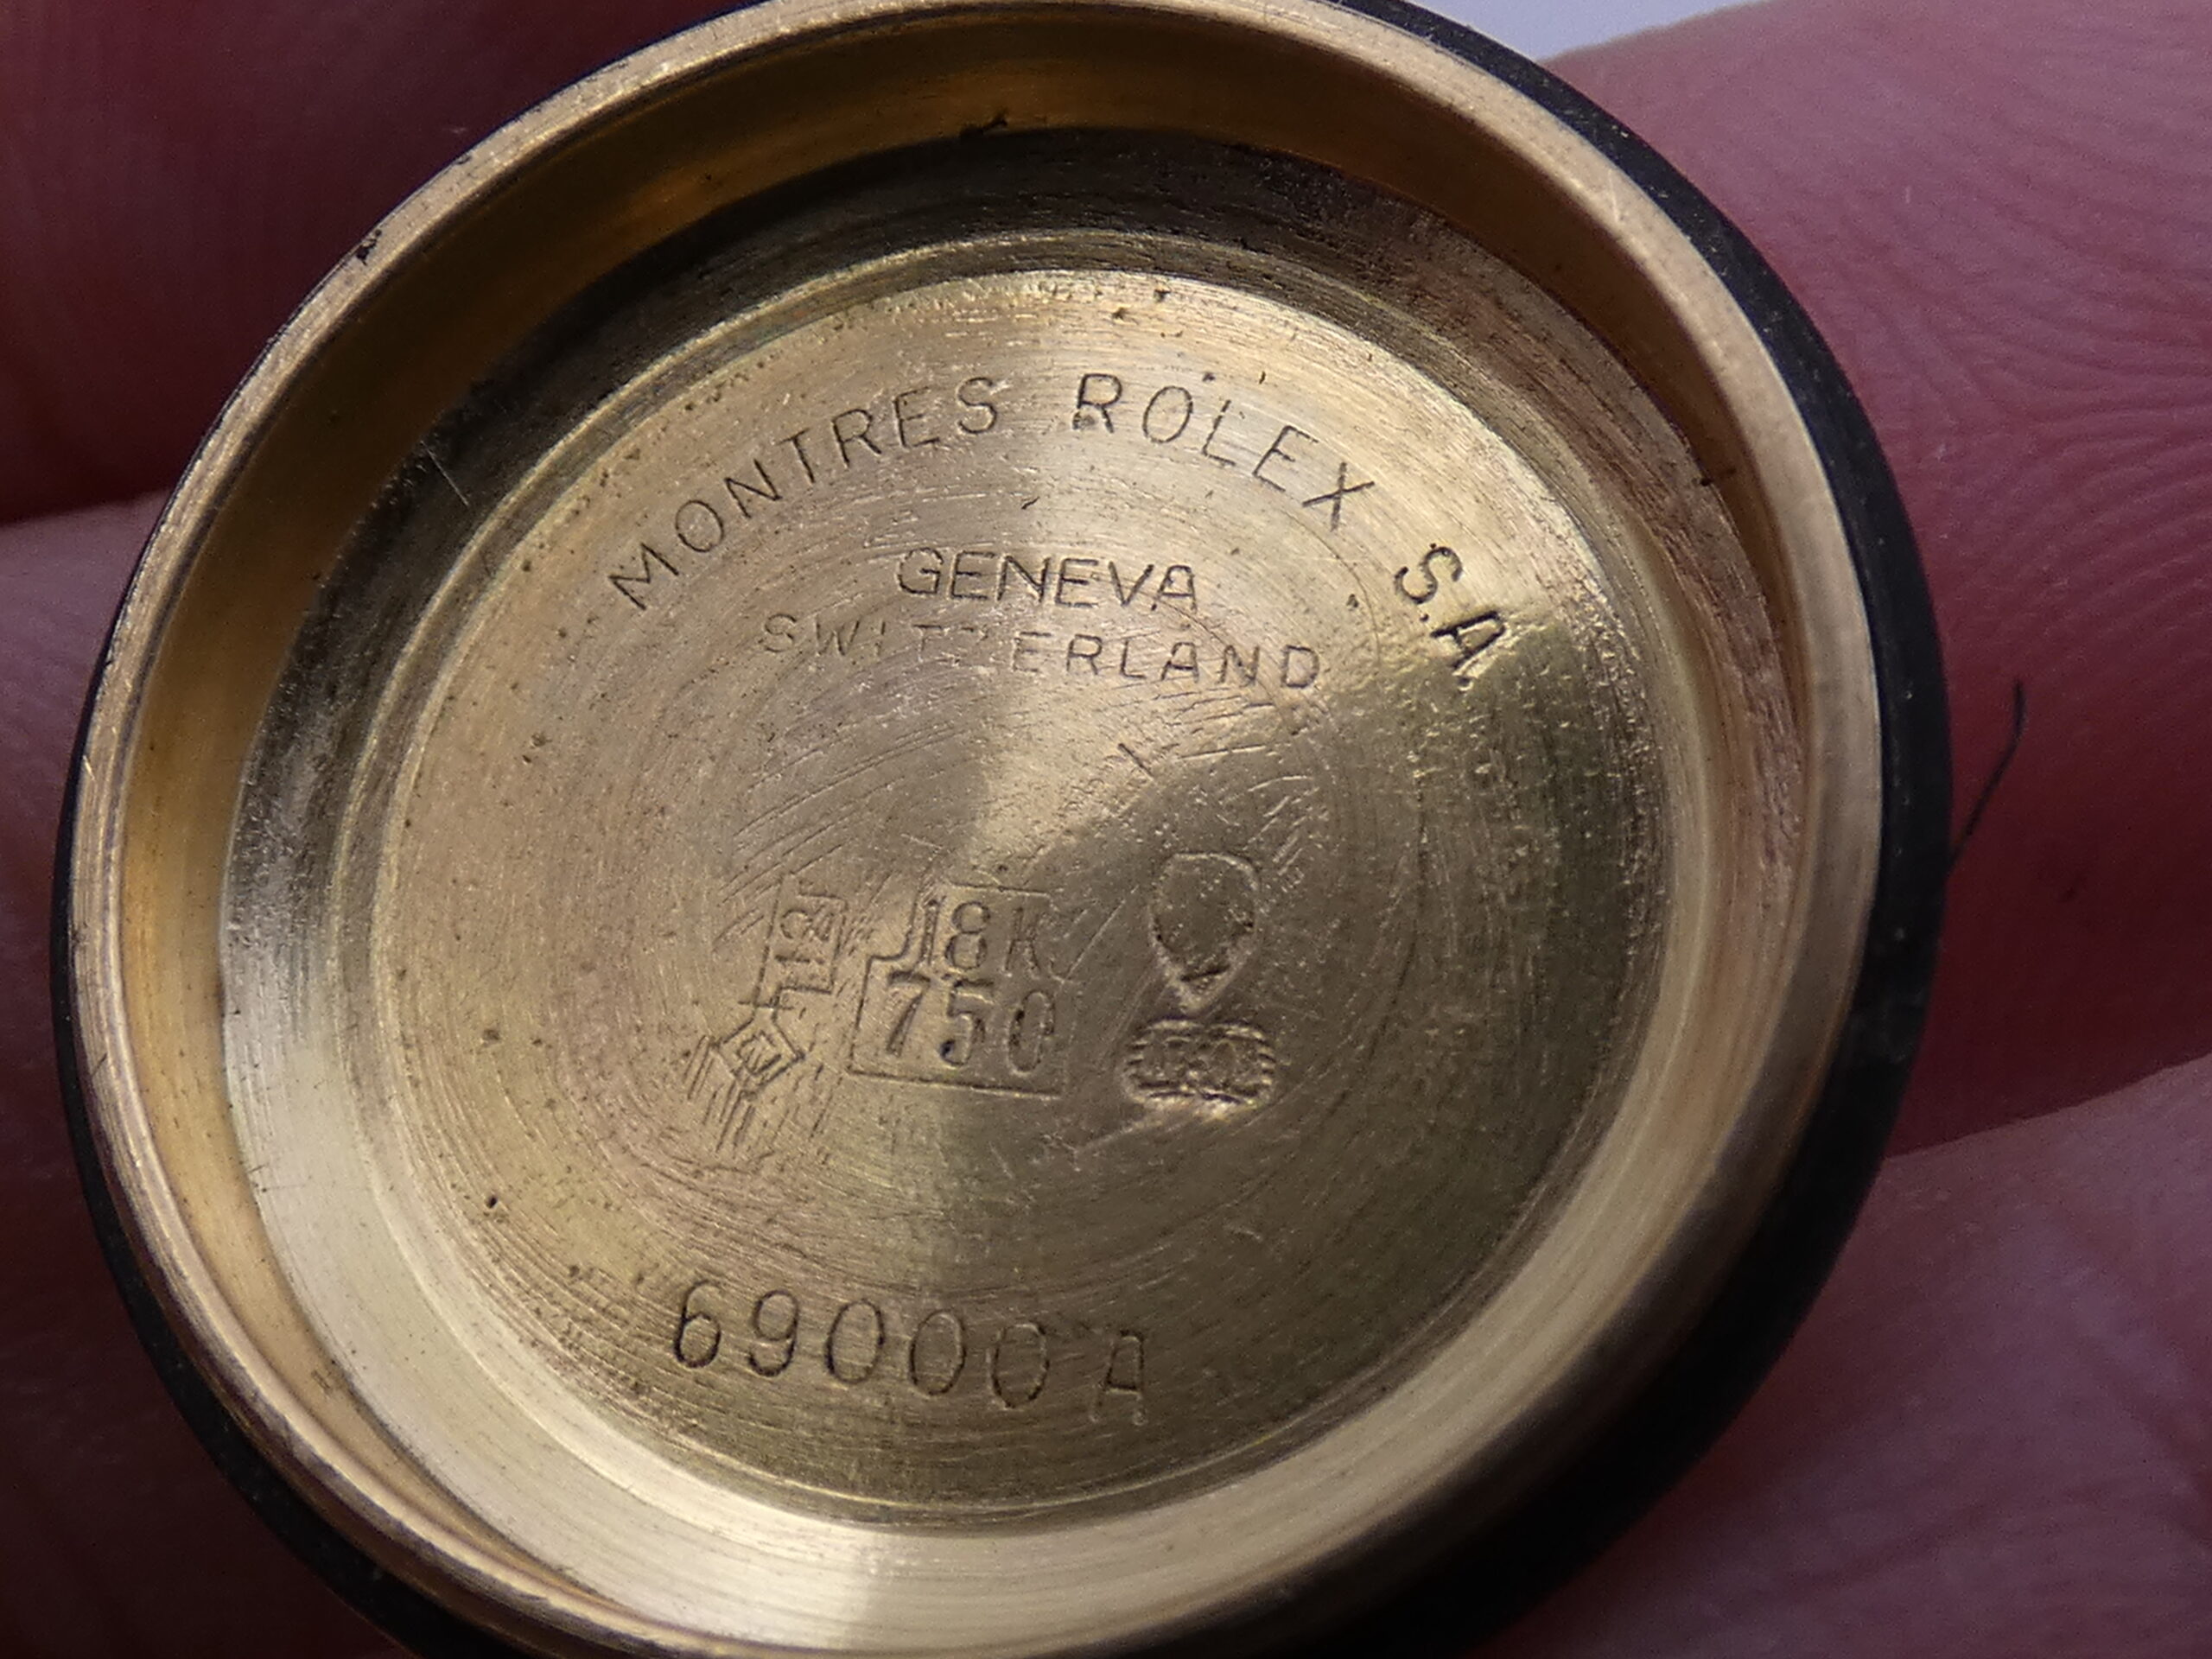 MONTRES ROLEX S.A.
GENEVA
SWITZERLAND
18K
750
69000A